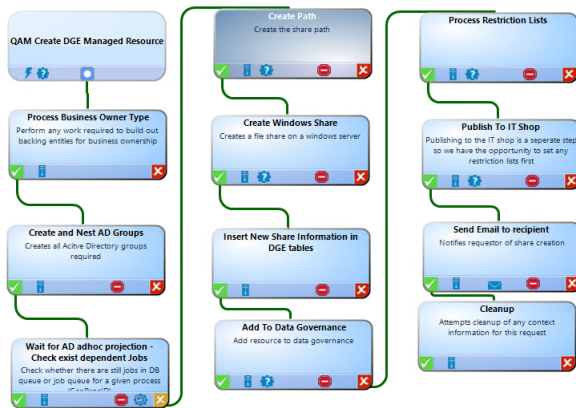 QAM Create DGE Managed Resource
Process Business Owner Type
Perform any work required to build out
backing entities for business ownership
Create and Nest AD Groups
Creates all Acitve Directory groups
required
Wait for AD adhoc projection -
Check exist dependent Jobs
Check whether there are still jobs in DB
queue or job queue for a given process
(GenProcID)
Create Path
Create the share path
Create Windows Share
Creates a file share on a windows server
Insert New Share Information in
DGE tables
Add To Data Governance
Add resource to data governance
Process Restriction Lists
Publish To IT Shop
Publishing to the IT shop is a seperate step
so we have the opportunity to set any
restriction lists first
Send Email to recipient
Notifies requestor of share creation
Cleanup
Attempts cleanup of any context
information for this request